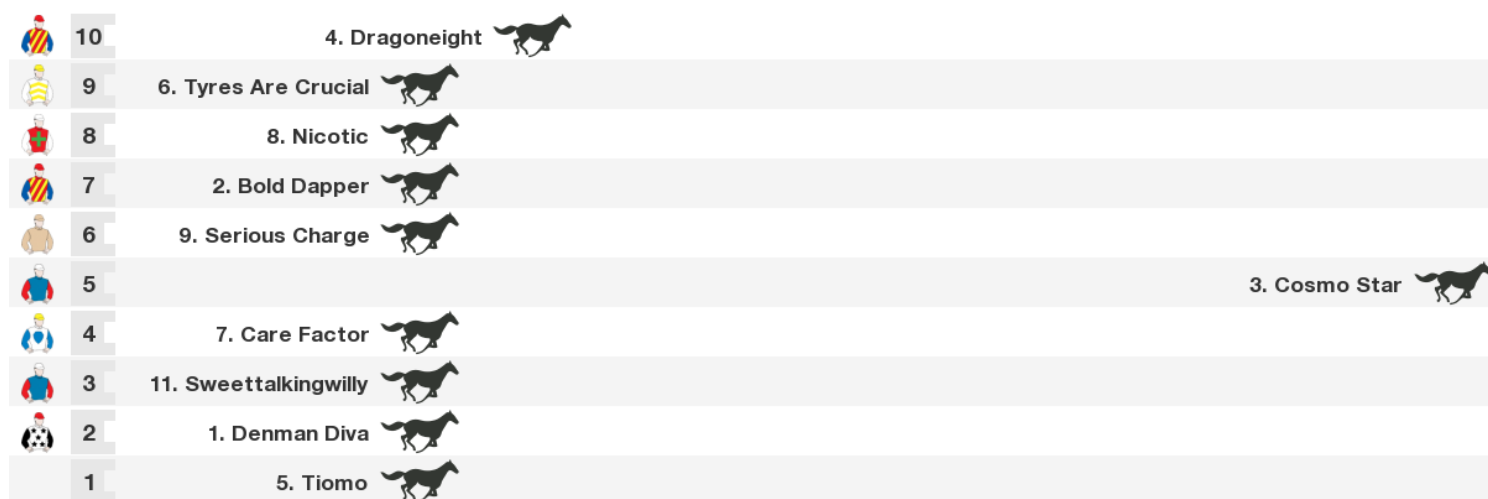 10 4. Dragoneight
9 6. Tyres Are Crucial
8 8. Nicotic
7 2. Bold Dapper
6 9. Serious Charge
5 3. Cosmo Star
4 7. Care Factor
3 11. Sweettalkingwilly
2 1. Denman Diva
1 5. Tiomo